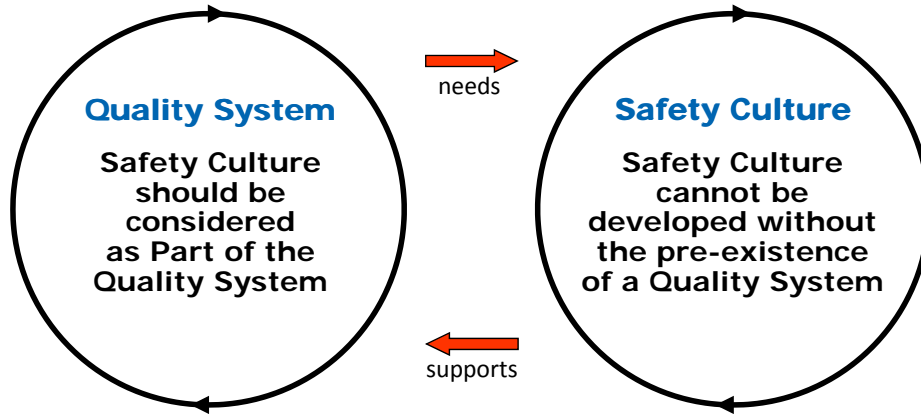 Quality System
Safety Culture
should be
considered
as Part of the
Quality System
needs
supports
Safety Culture
Safety Culture
cannot be
developed without
the pre-existence
of a Quality System